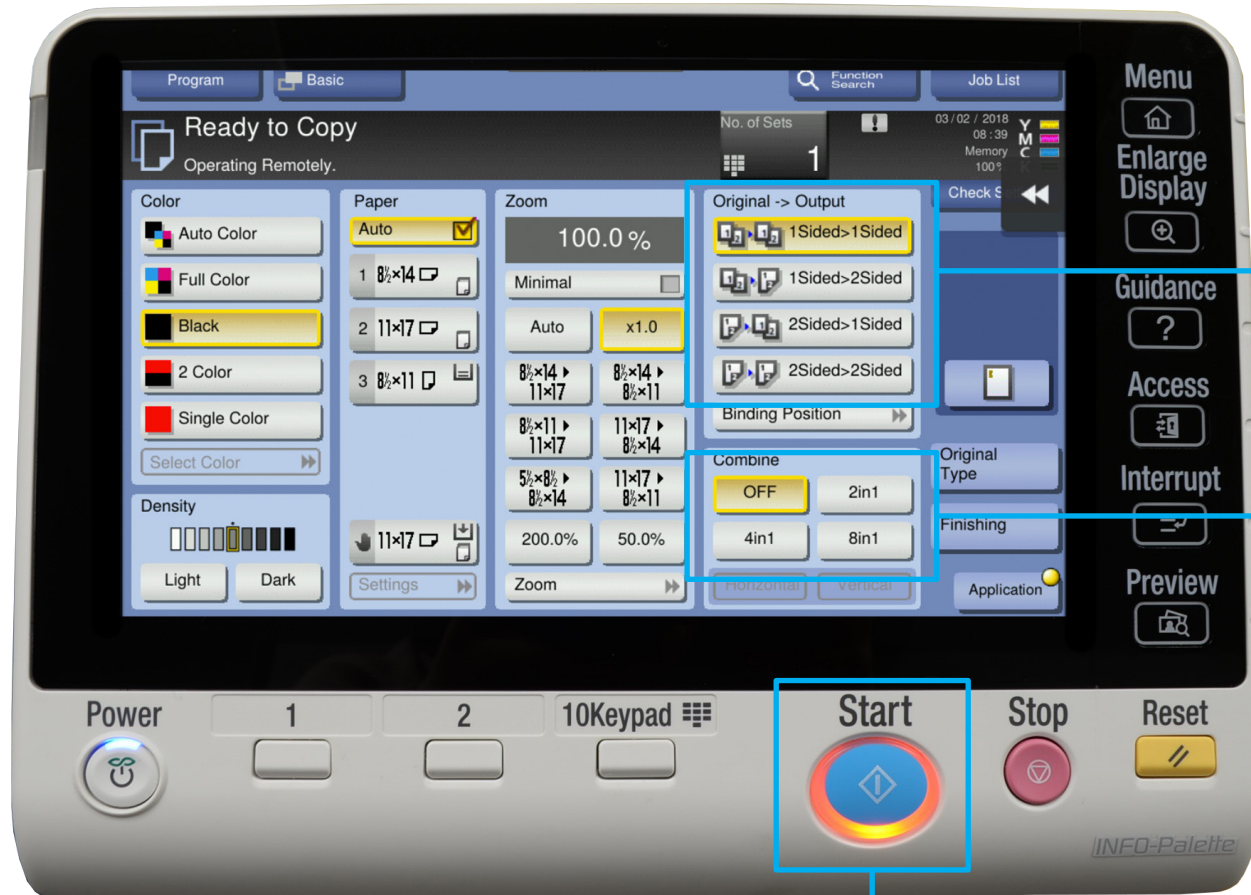 Program
Basic
Function Search
Job List
Ready to Copy
Operating Remotely.
No. of Sets
1
03 / 02 / 2018
08 : 39
Memory
100%
Y
M
C
K
Check
Color
Auto Color
Full Color
Black
2 Color
Single Color
Select Color
Density
Light
Dark
Paper
Auto
1 8½×14
2 11×17
3 8½×11
11×17
Settings
Zoom
100.0 %
Minimal
Auto
x1.0
8½×14 ▸ 11×17
8½×14 ▸ 8½×11
8½×11 ▸ 11×17
11×17 ▸ 8½×14
5½×8½ ▸ 8½×14
11×17 ▸ 8½×11
200.0%
50.0%
Zoom
Original -> Output
1Sided>1Sided
1Sided>2Sided
2Sided>1Sided
2Sided>2Sided
Binding Position
Combine
OFF
2in1
4in1
8in1
Horizontal
Vertical
Original
Type
Finishing
Application
Menu
Enlarge
Display
Guidance
?
Access
Interrupt
Preview
Power
1
2
10Keypad
Start
Stop
Reset
INFO-Palette